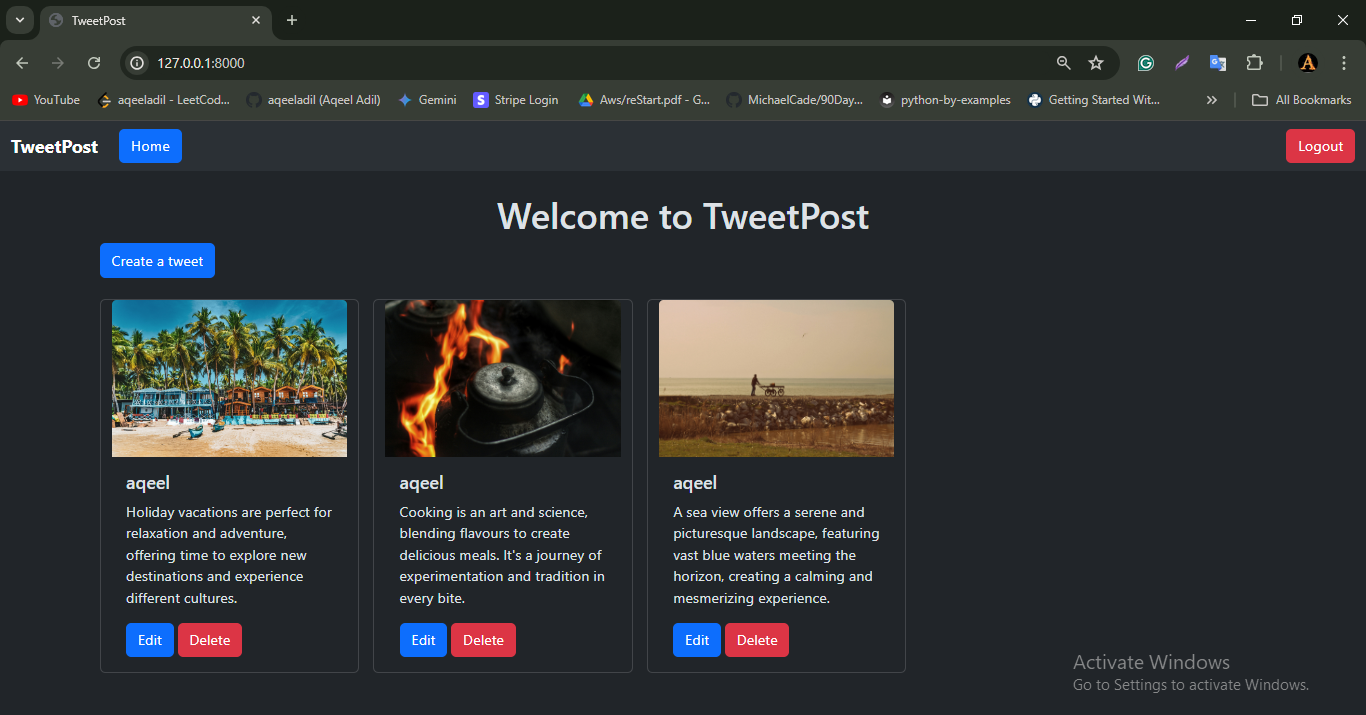 TweetPost
127.0.0.1:8000
YouTube
aqeeladil - LeetCod...
aqeeladil (Aqeel Adil)
Gemini
Stripe Login
Aws/reStart.pdf - G...
MichaelCade/90Day...
python-by-examples
Getting Started Wit...
All Bookmarks
TweetPost
Home
Logout
Welcome to TweetPost
Create a tweet
aqeel
Holiday vacations are perfect for
relaxation and adventure,
offering time to explore new
destinations and experience
different cultures.
Edit
Delete
aqeel
Cooking is an art and science,
blending flavours to create
delicious meals. It's a journey of
experimentation and tradition in
every bite.
Edit
Delete
aqeel
A sea view offers a serene and
picturesque landscape, featuring
vast blue waters meeting the
horizon, creating a calming and
mesmerizing experience.
Edit
Delete
Activate Windows
Go to Settings to activate Windows.